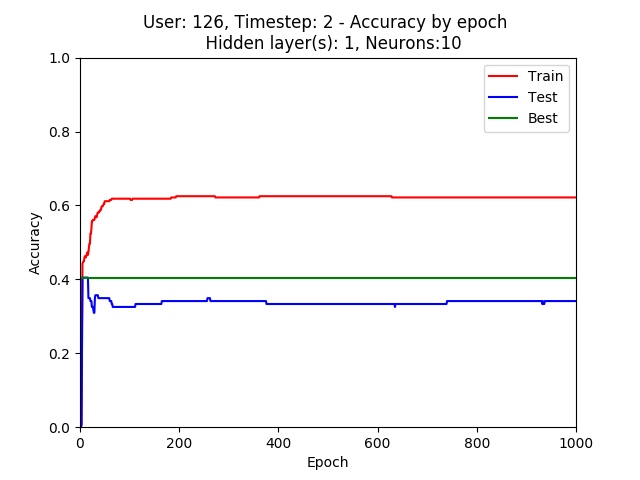 User: 126, Timestep: 2 - Accuracy by epoch
Hidden layer(s): 1, Neurons:10
1.0
0.8
0.6
0.4
0.2
0.0
Accuracy
Train
Test
Best
0
200
400
600
800
1000
Epoch